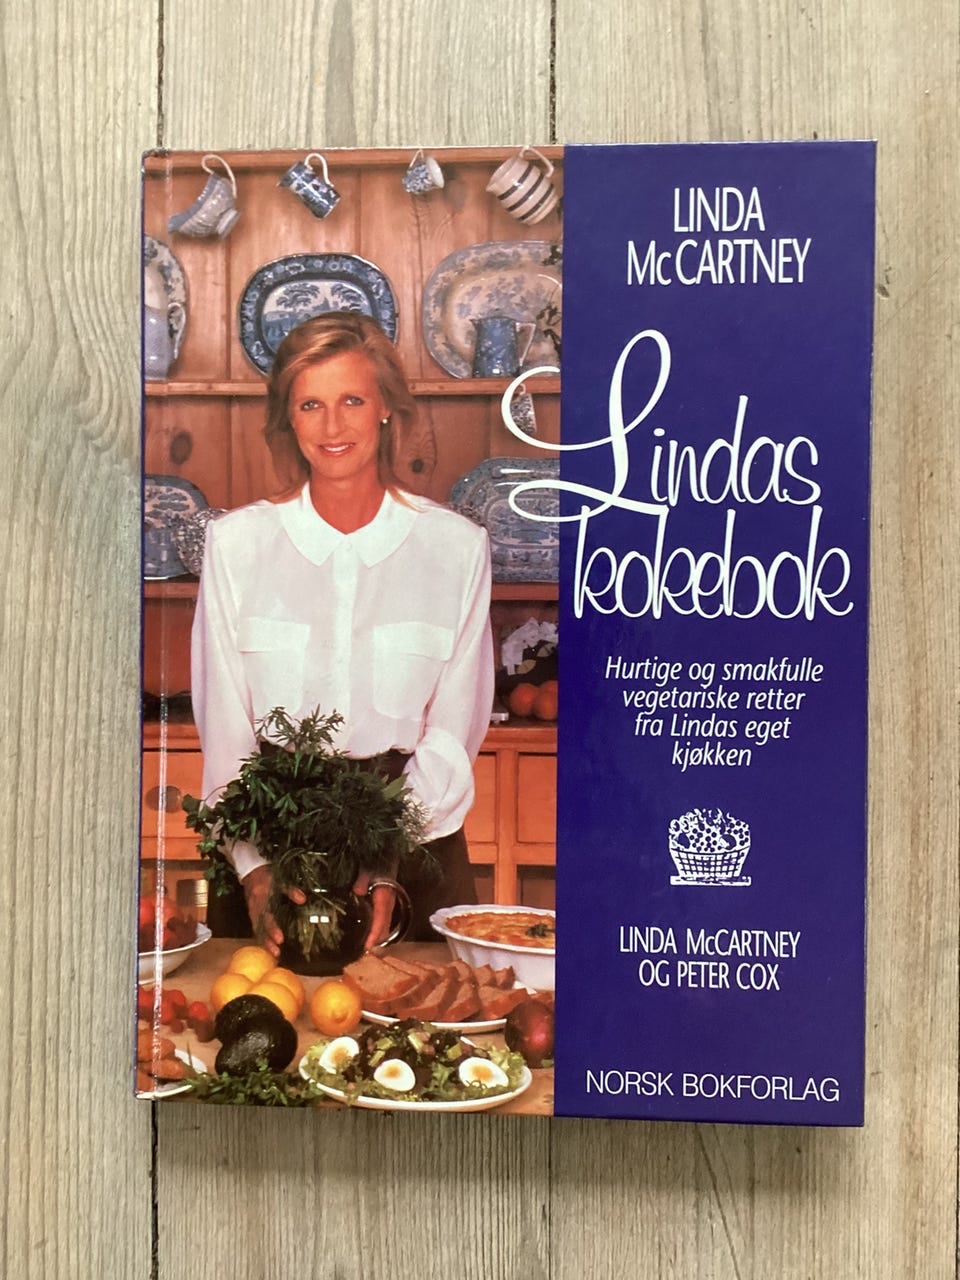 LINDA
McCARTNEY
Lindas
kokebok
Hurtige og smakfulle
vegetariske retter
fra Lindas eget
kjøkken
LINDA McCARTNEY
OG PETER COX
NORSK BOKFORLAG